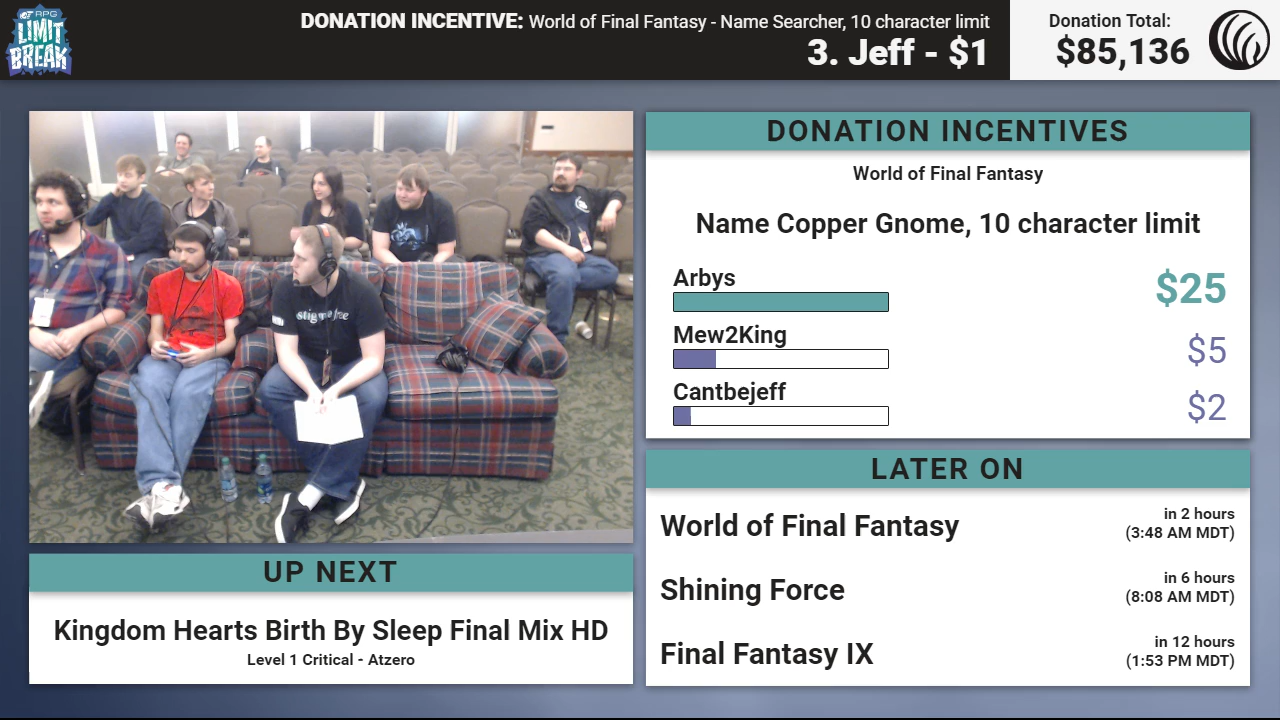 RPG
LIMIT
BREAK
DONATION INCENTIVE: World of Final Fantasy - Name Searcher, 10 character limit
3. Jeff - $1
Donation Total:
$85,136
DONATION INCENTIVES
World of Final Fantasy
Name Copper Gnome, 10 character limit
Arbys
$25
Mew2King
$5
Cantbejeff
$2
UP NEXT
Kingdom Hearts Birth By Sleep Final Mix HD
Level 1 Critical - Atzero
LATER ON
World of Final Fantasy
in 2 hours
(3:48 AM MDT)
Shining Force
in 6 hours
(8:08 AM MDT)
Final Fantasy IX
in 12 hours
(1:53 PM MDT)